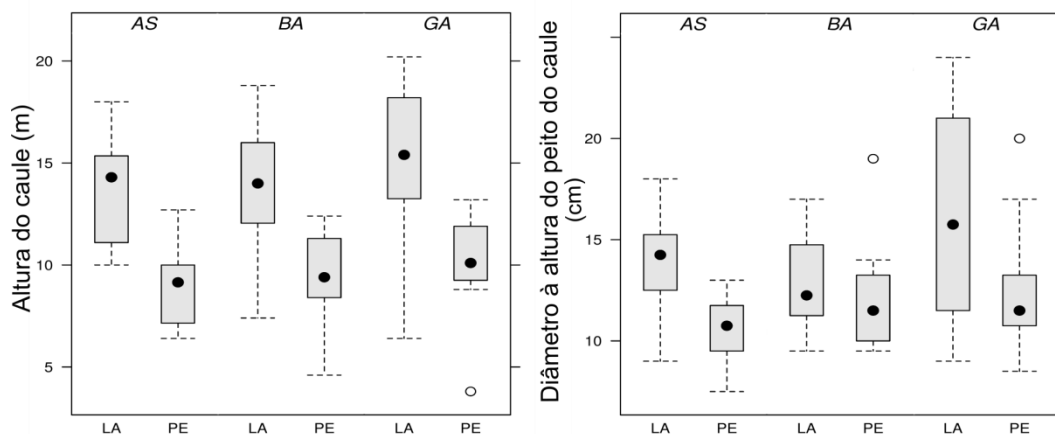 AS BA GA
Altura do caule (m)
20
15
10
5
LA PE LA PE LA PE
AS BA GA
Diâmetro à altura do peito do caule
(cm)
20
15
10
LA PE LA PE LA PE